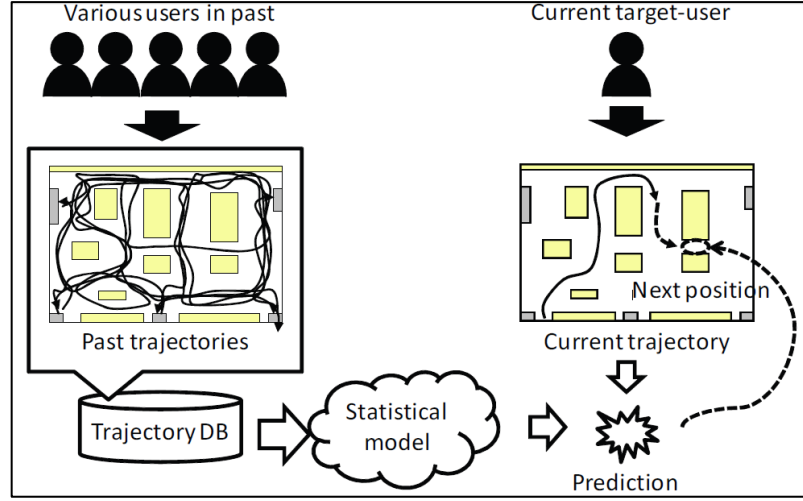 Various users in past
Current target-user
Past trajectories
Next position
Current trajectory
Trajectory DB
Statistical
model
Prediction